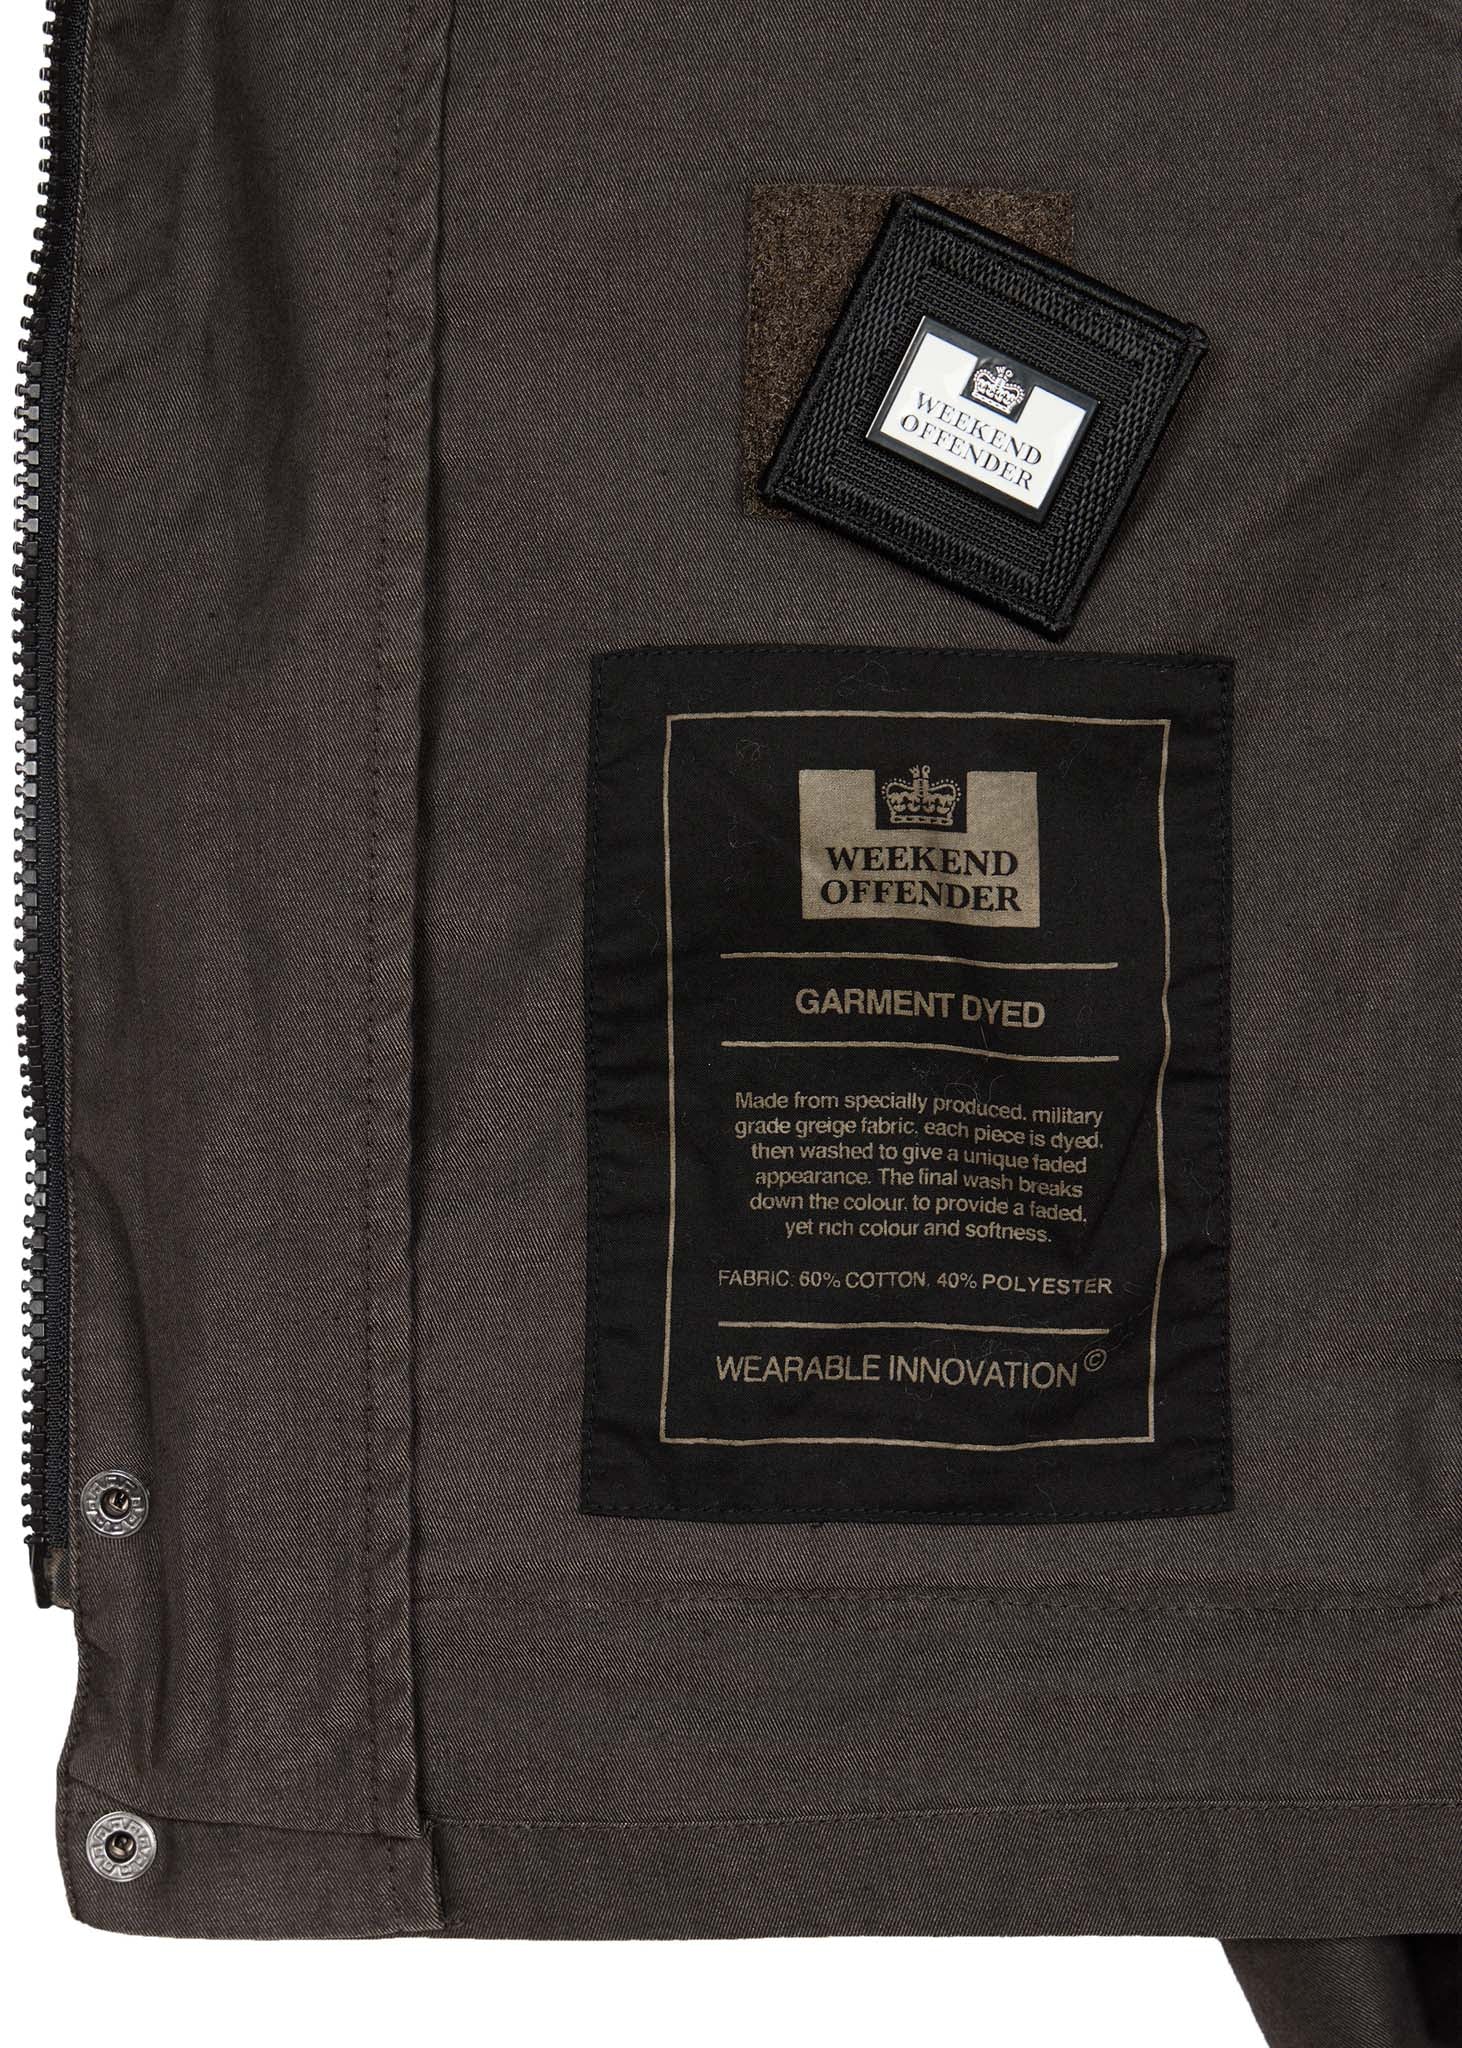 WEEKEND
OFFENDER
WEEKEND
OFFENDER
GARMENT DYED
Made from specially produced, military
grade greige fabric, each piece is dyed,
then washed to give a unique faded
appearance. The final wash breaks
down the colour, to provide a faded,
yet rich colour and softness.
FABRIC: 60% COTTON, 40% POLYESTER
WEARABLE INNOVATION©